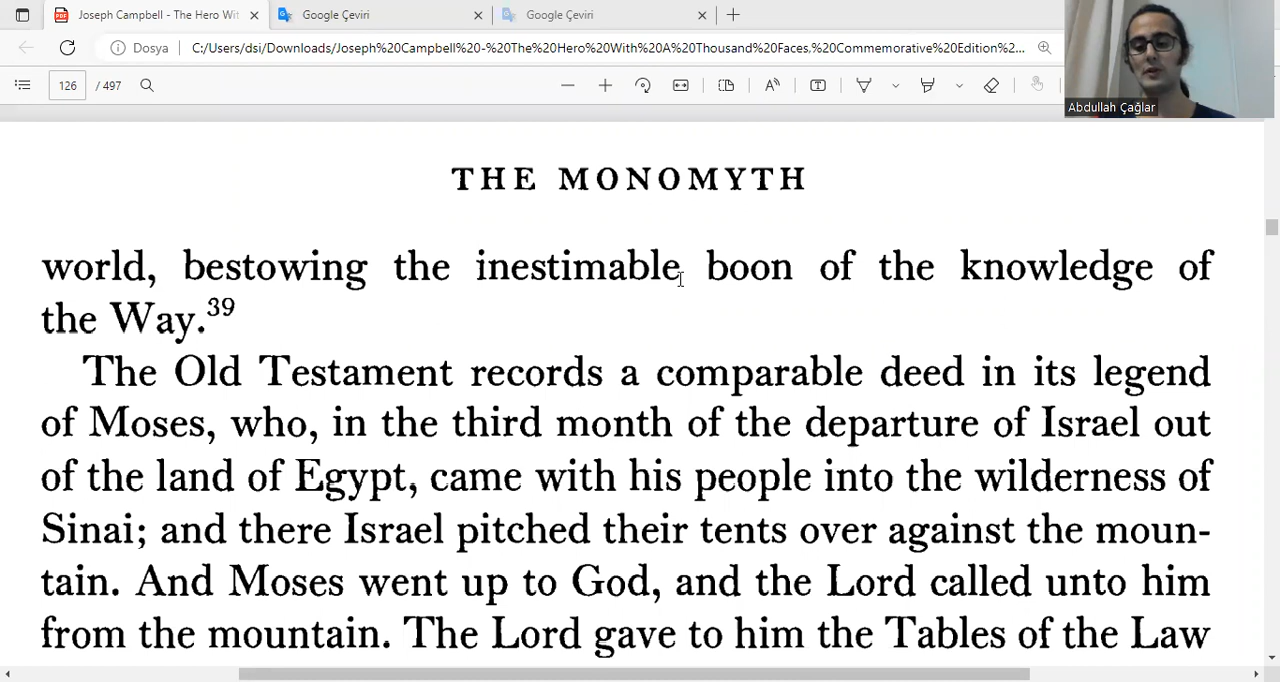 Joseph Campbell - The Hero Wit
Google Çeviri
Google Çeviri
Dosya
C:/Users/dsi/Downloads/Joseph%20Campbell%20-%20The%20Hero%20With%20A%20Thousand%20Faces,%20Commemorative%20Edition%2...
126 / 497
Abdullah Çağlar
THE MONOMYTH
world, bestowing the inestimable boon of the knowledge of
the Way.39
The Old Testament records a comparable deed in its legend
of Moses, who, in the third month of the departure of Israel out
of the land of Egypt, came with his people into the wilderness of
Sinai; and there Israel pitched their tents over against the moun-
tain. And Moses went up to God, and the Lord called unto him
from the mountain. The Lord gave to him the Tables of the Law